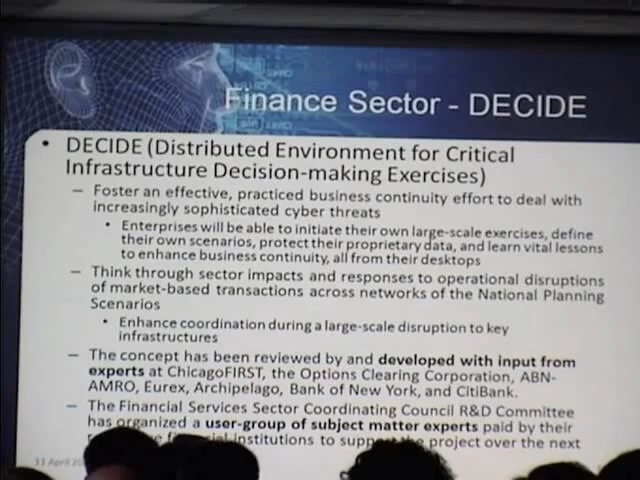 Finance Sector - DECIDE
• DECIDE (Distributed Environment for Critical
Infrastructure Decision-making Exercises)
– Foster an effective, practiced business continuity effort to deal with
increasingly sophisticated cyber threats
• Enterprises will be able to initiate their own large-scale exercises, define
their own scenarios, protect their proprietary data, and learn vital lessons
to enhance business continuity, all from their desktops
– Think through sector impacts and responses to operational disruptions
of market-based transactions across networks of the National Planning
Scenarios
• Enhance coordination during a large-scale disruption to key
infrastructures
– The concept has been reviewed by and developed with input from
experts at ChicagoFIRST, the Options Clearing Corporation, ABN-
AMRO, Eurex, Archipelago, Bank of New York, and CitiBank.
– The Financial Services Sector Coordinating Council R&D Committee
has organized a user-group of subject matter experts paid by their
institutions to support the project over the next
11 April